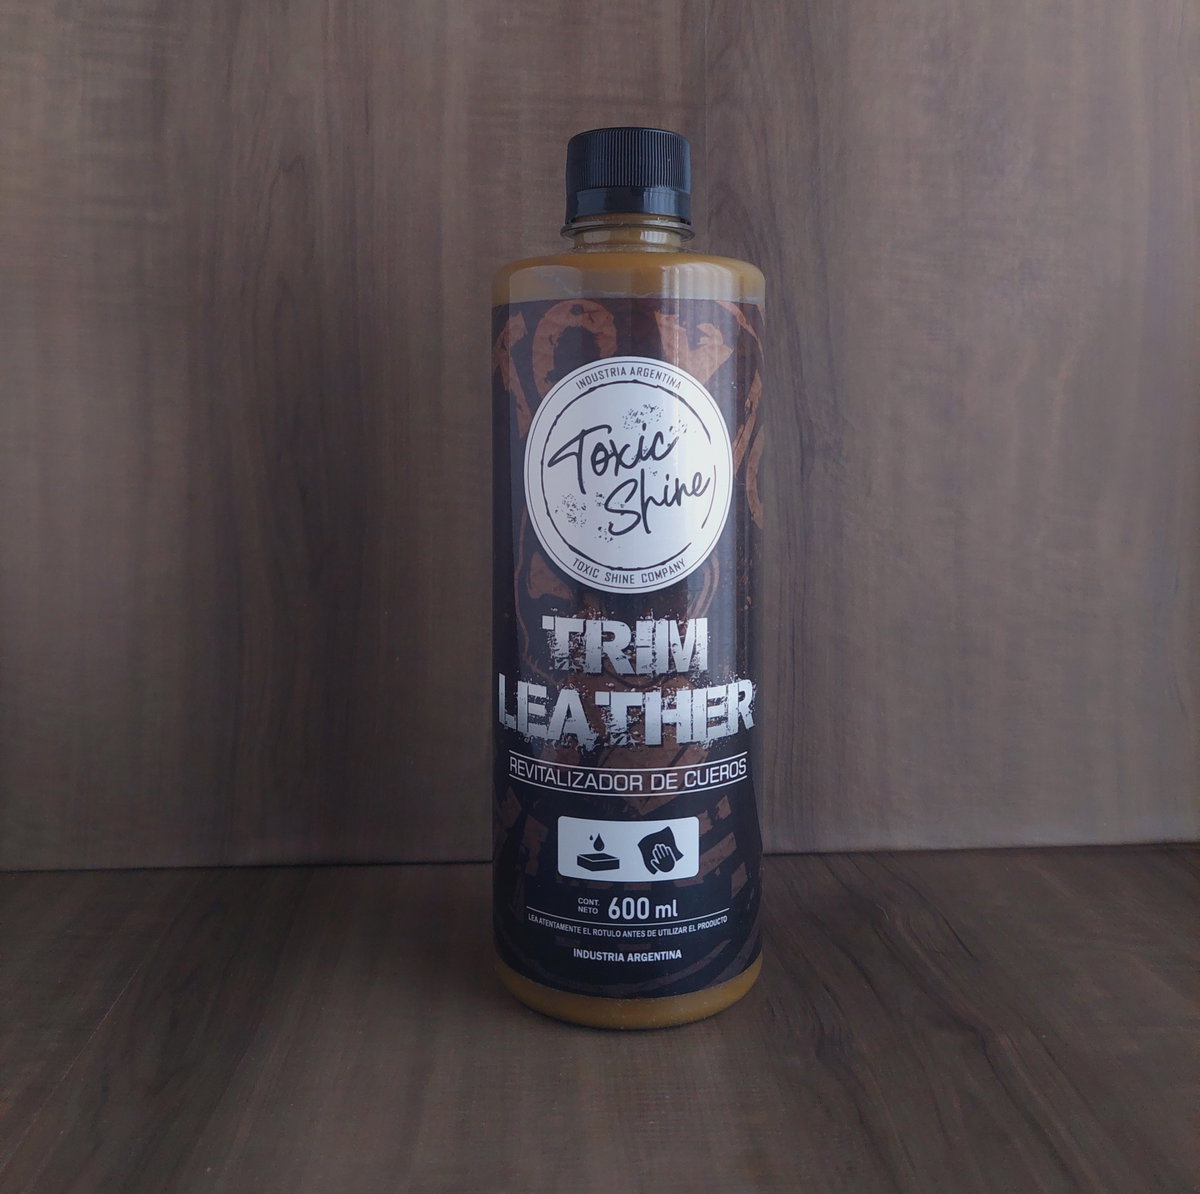 INDUSTRIA ARGENTINA
Toxic
Shine
TOXIC SHINE COMPANY
TRIM
LEATHER
REVITALIZADOR DE CUEROS
CONT.
NETO 600 ml
LEA ATENTAMENTE EL ROTULO ANTES DE UTILIZAR EL PRODUCTO
INDUSTRIA ARGENTINA